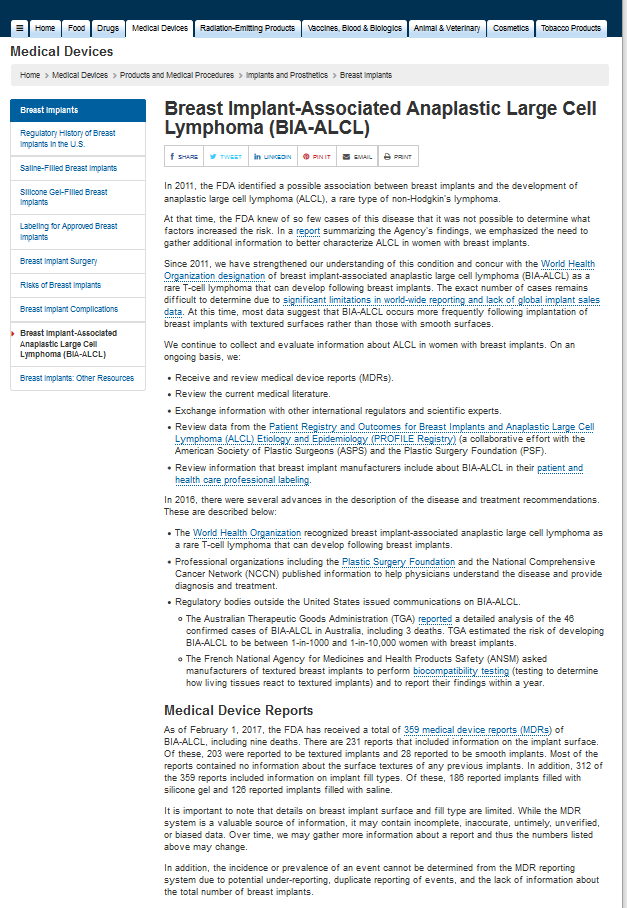 Home Food Drugs Medical Devices Radiation-Emitting Products Vaccines, Blood & Biologics Animal & Veterinary Cosmetics Tobacco Products
Medical Devices
Home > Medical Devices > Products and Medical Procedures > Implants and Prosthetics > Breast Implants
Breast Implants
Regulatory History of Breast
Implants in the U.S.
Saline-Filled Breast Implants
Silicone Gel-Filled Breast
Implants
Labeling for Approved Breast
Implants
Breast Implant Surgery
Risks of Breast Implants
Breast Implant Complications
Breast Implant-Associated
Anaplastic Large Cell
Lymphoma (BIA-ALCL)
Breast Implants: Other Resources
Breast Implant-Associated Anaplastic Large Cell
Lymphoma (BIA-ALCL)
SHARE TWEET LINKEDIN PIN IT EMAIL PRINT
In 2011, the FDA identified a possible association between breast implants and the development of
anaplastic large cell lymphoma (ALCL), a rare type of non-Hodgkin's lymphoma.
At that time, the FDA knew of so few cases of this disease that it was not possible to determine what
factors increased the risk. In a report summarizing the Agency's findings, we emphasized the need to
gather additional information to better characterize ALCL in women with breast implants.
Since 2011, we have strengthened our understanding of this condition and concur with the World Health
Organization designation of breast implant-associated anaplastic large cell lymphoma (BIA-ALCL) as a
rare T-cell lymphoma that can develop following breast implants. The exact number of cases remains
difficult to determine due to significant limitations in world-wide reporting and lack of global implant sales
data. At this time, most data suggest that BIA-ALCL occurs more frequently following implantation of
breast implants with textured surfaces rather than those with smooth surfaces.
We continue to collect and evaluate information about ALCL in women with breast implants. On an
ongoing basis, we:
• Receive and review medical device reports (MDRs).
• Review the current medical literature.
• Exchange information with other international regulators and scientific experts.
• Review data from the Patient Registry and Outcomes for Breast Implants and Anaplastic Large Cell
Lymphoma (ALCL) Etiology and Epidemiology (PROFILE Registry) (a collaborative effort with the
American Society of Plastic Surgeons (ASPS) and the Plastic Surgery Foundation (PSF).
• Review information that breast implant manufacturers include about BIA-ALCL in their patient and
health care professional labeling.
In 2016, there were several advances in the description of the disease and treatment recommendations.
These are described below:
• The World Health Organization recognized breast implant-associated anaplastic large cell lymphoma as
a rare T-cell lymphoma that can develop following breast implants.
• Professional organizations including the Plastic Surgery Foundation and the National Comprehensive
Cancer Network (NCCN) published information to help physicians understand the disease and provide
diagnosis and treatment.
• Regulatory bodies outside the United States issued communications on BIA-ALCL.
o The Australian Therapeutic Goods Administration (TGA) reported a detailed analysis of the 46
confirmed cases of BIA-ALCL in Australia, including 3 deaths. TGA estimated the risk of developing
BIA-ALCL to be between 1-in-1000 and 1-in-10,000 women with breast implants.
o The French National Agency for Medicines and Health Products Safety (ANSM) asked
manufacturers of textured breast implants to perform biocompatibility testing (testing to determine
how living tissues react to textured implants) and to report their findings within a year.
Medical Device Reports
As of February 1, 2017, the FDA has received a total of 359 medical device reports (MDRs) of
BIA-ALCL, including nine deaths. There are 231 reports that included information on the implant surface.
Of these, 203 were reported to be textured implants and 28 reported to be smooth implants. Most of the
reports contained no information about the surface textures of any previous implants. In addition, 312 of
the 359 reports included information on implant fill types. Of these, 186 reported implants filled with
silicone gel and 126 reported implants filled with saline.
It is important to note that details on breast implant surface and fill type are limited. While the MDR
system is a valuable source of information, it may contain incomplete, inaccurate, untimely, unverified,
or biased data. Over time, we may gather more information about a report and thus the numbers listed
above may change.
In addition, the incidence or prevalence of an event cannot be determined from the MDR reporting
system due to potential under-reporting, duplicate reporting of events, and the lack of information about
the total number of breast implants.